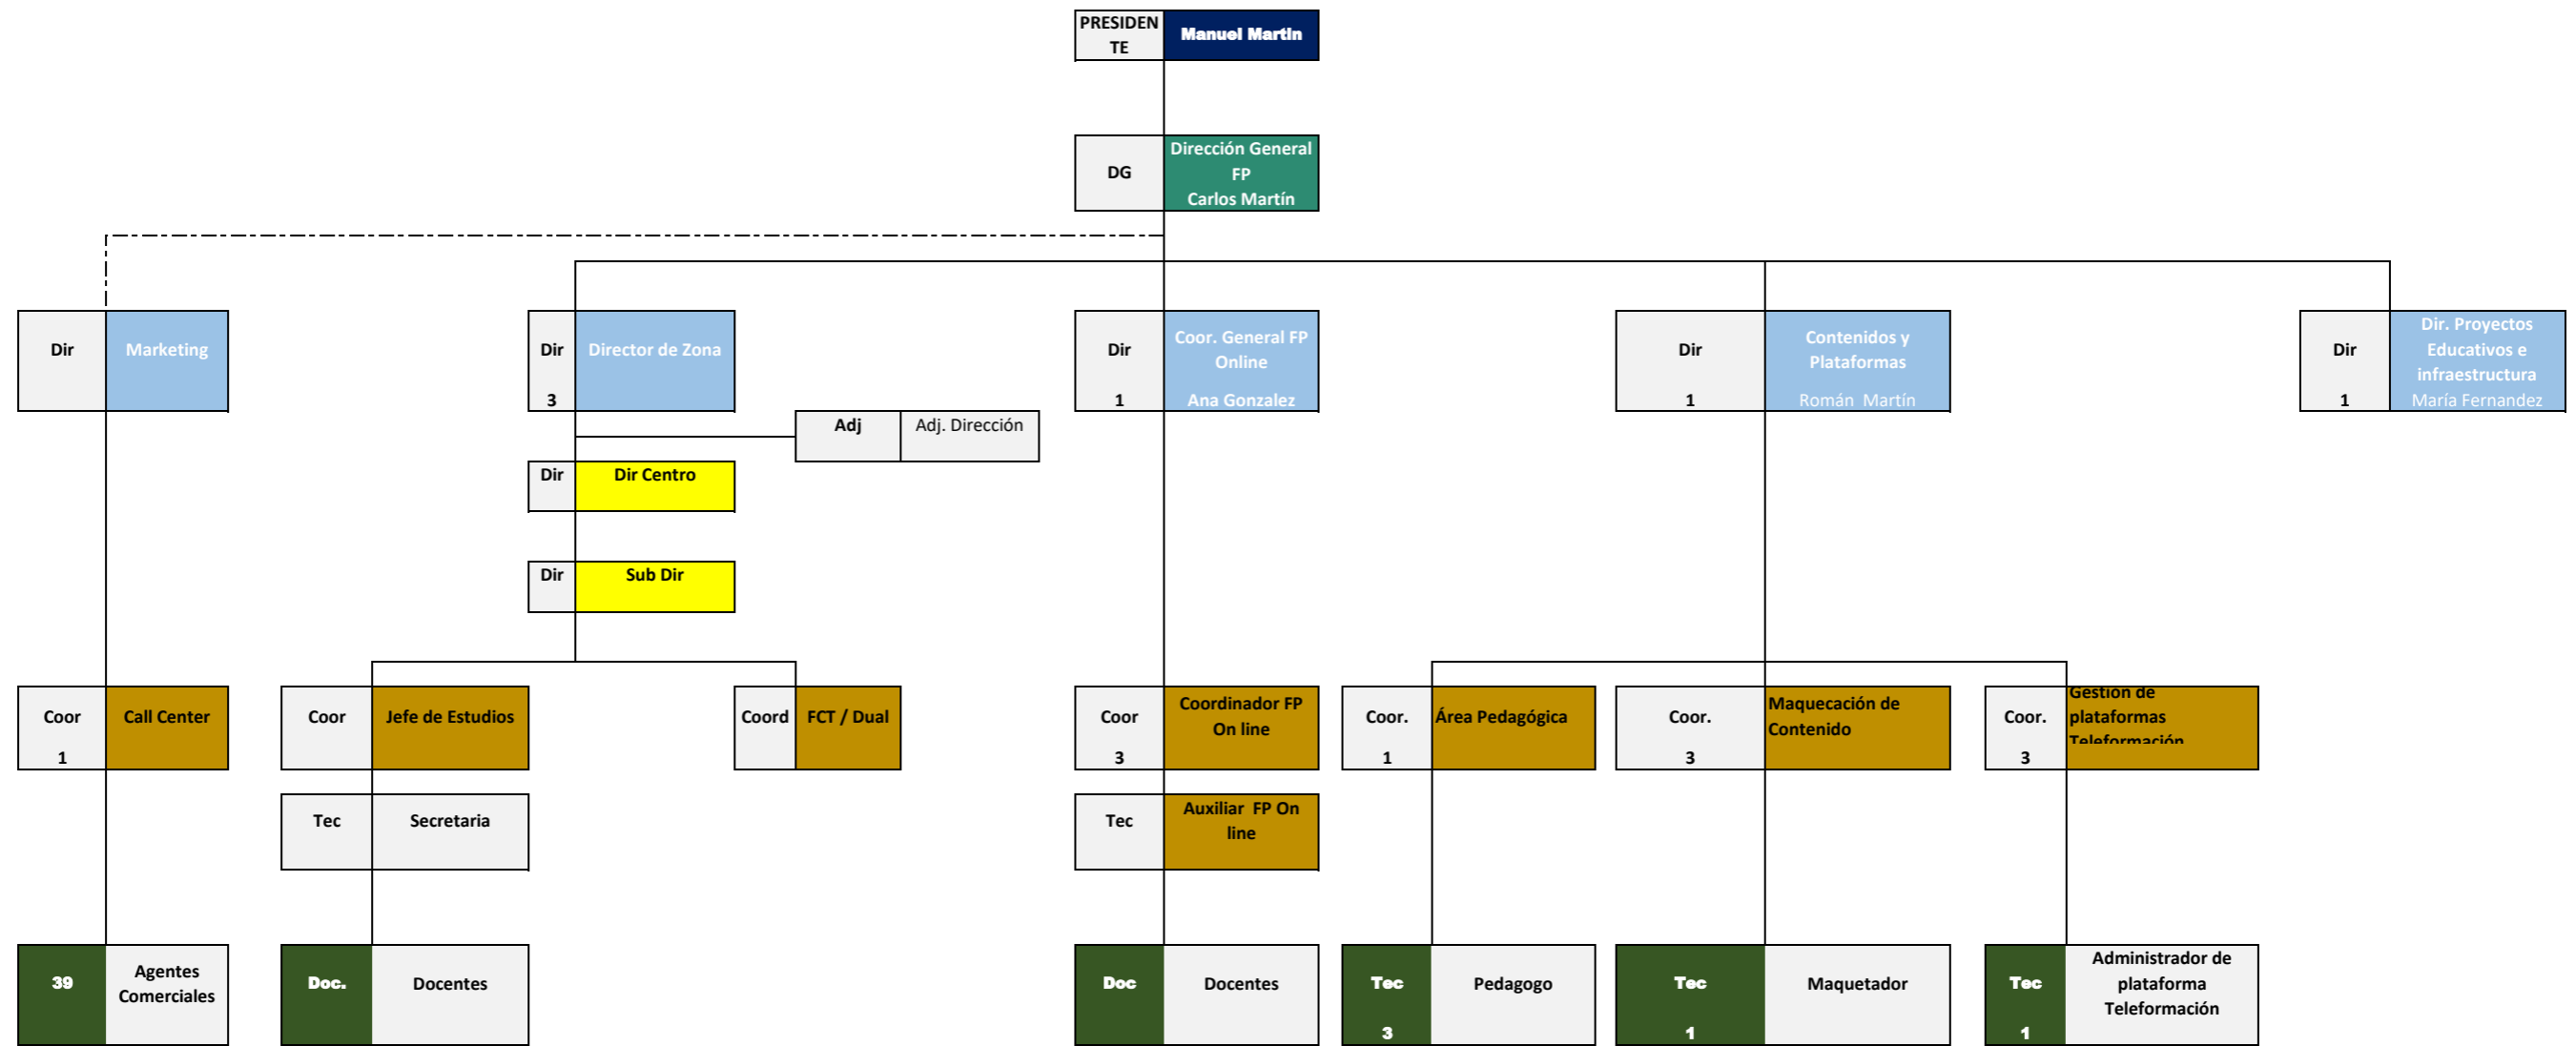 PRESIDEN
TE
Manuel Martin
DG
Dirección General
FP
Carlos Martín
Dir
Marketing
Dir
3
Director de Zona
Dir
1
Coor. General FP
Online
Ana Gonzalez
Dir
1
Contenidos y
Plataformas
Román  Martín
Dir
1
Dir. Proyectos
Educativos e
infraestructura
María Fernandez
Adj
Adj. Dirección
Dir
Dir Centro
Dir
Sub Dir
Coor
1
Call Center
Coor
Jefe de Estudios
Coord
FCT / Dual
Coor
3
Coordinador FP
On line
Coor.
1
Área Pedagógica
Coor.
3
Maquecación de
Contenido
Coor.
3
Gestión de
plataformas
Teleformación
Tec
Secretaria
Tec
Auxiliar  FP On
line
39
Agentes
Comerciales
Doc.
Docentes
Doc
Docentes
Tec
3
Pedagogo
Tec
1
Maquetador
Tec
1
Administrador de
plataforma
Teleformación